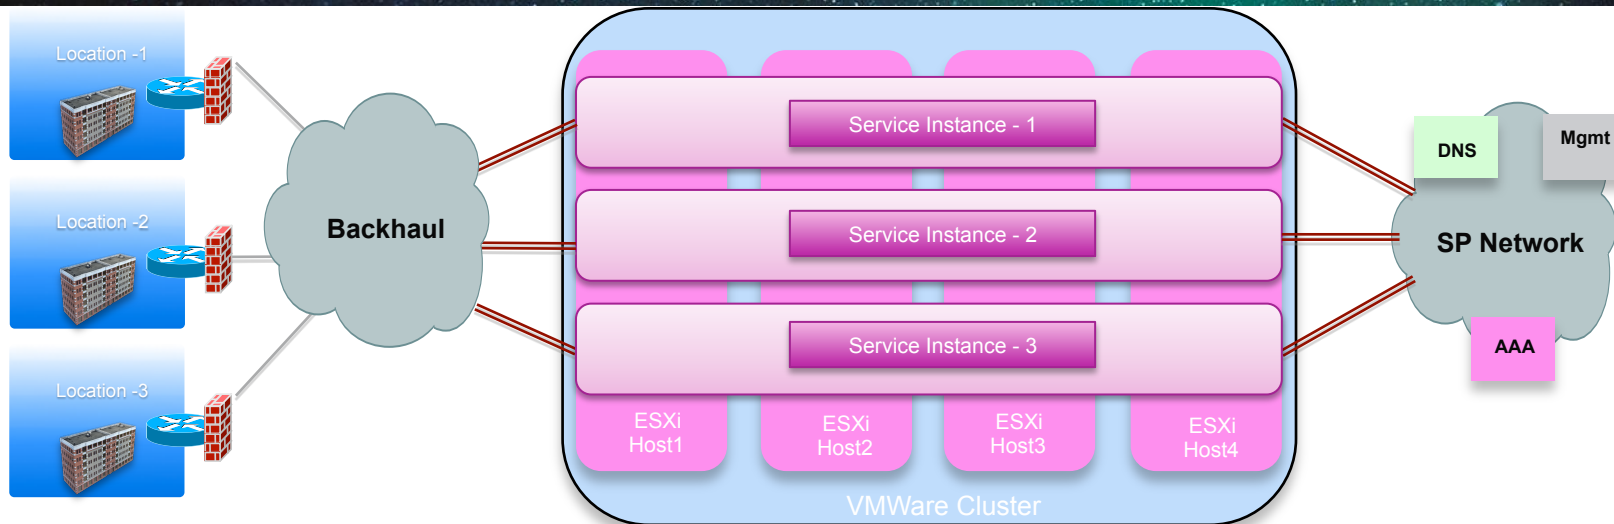 Location -1
Location -2
Location -3
Backhaul
Service Instance - 1
Service Instance - 2
Service Instance - 3
ESXi
Host1
ESXi
Host2
ESXi
Host3
ESXi
Host4
VMWare Cluster
DNS
Mgmt
SP Network
AAA